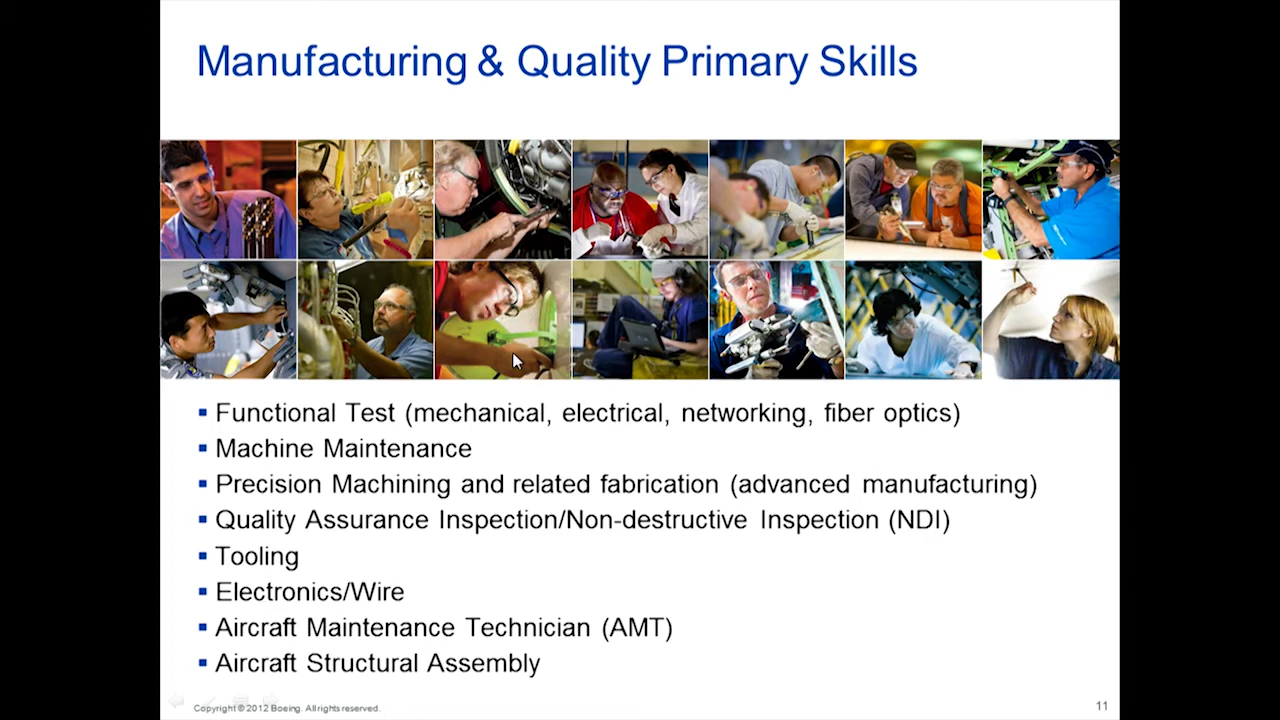 Manufacturing & Quality Primary Skills
▪ Functional Test (mechanical, electrical, networking, fiber optics)
▪ Machine Maintenance
▪ Precision Machining and related fabrication (advanced manufacturing)
▪ Quality Assurance Inspection/Non-destructive Inspection (NDI)
▪ Tooling
▪ Electronics/Wire
▪ Aircraft Maintenance Technician (AMT)
▪ Aircraft Structural Assembly
Copyright © 2012 Boeing. All rights reserved.
11